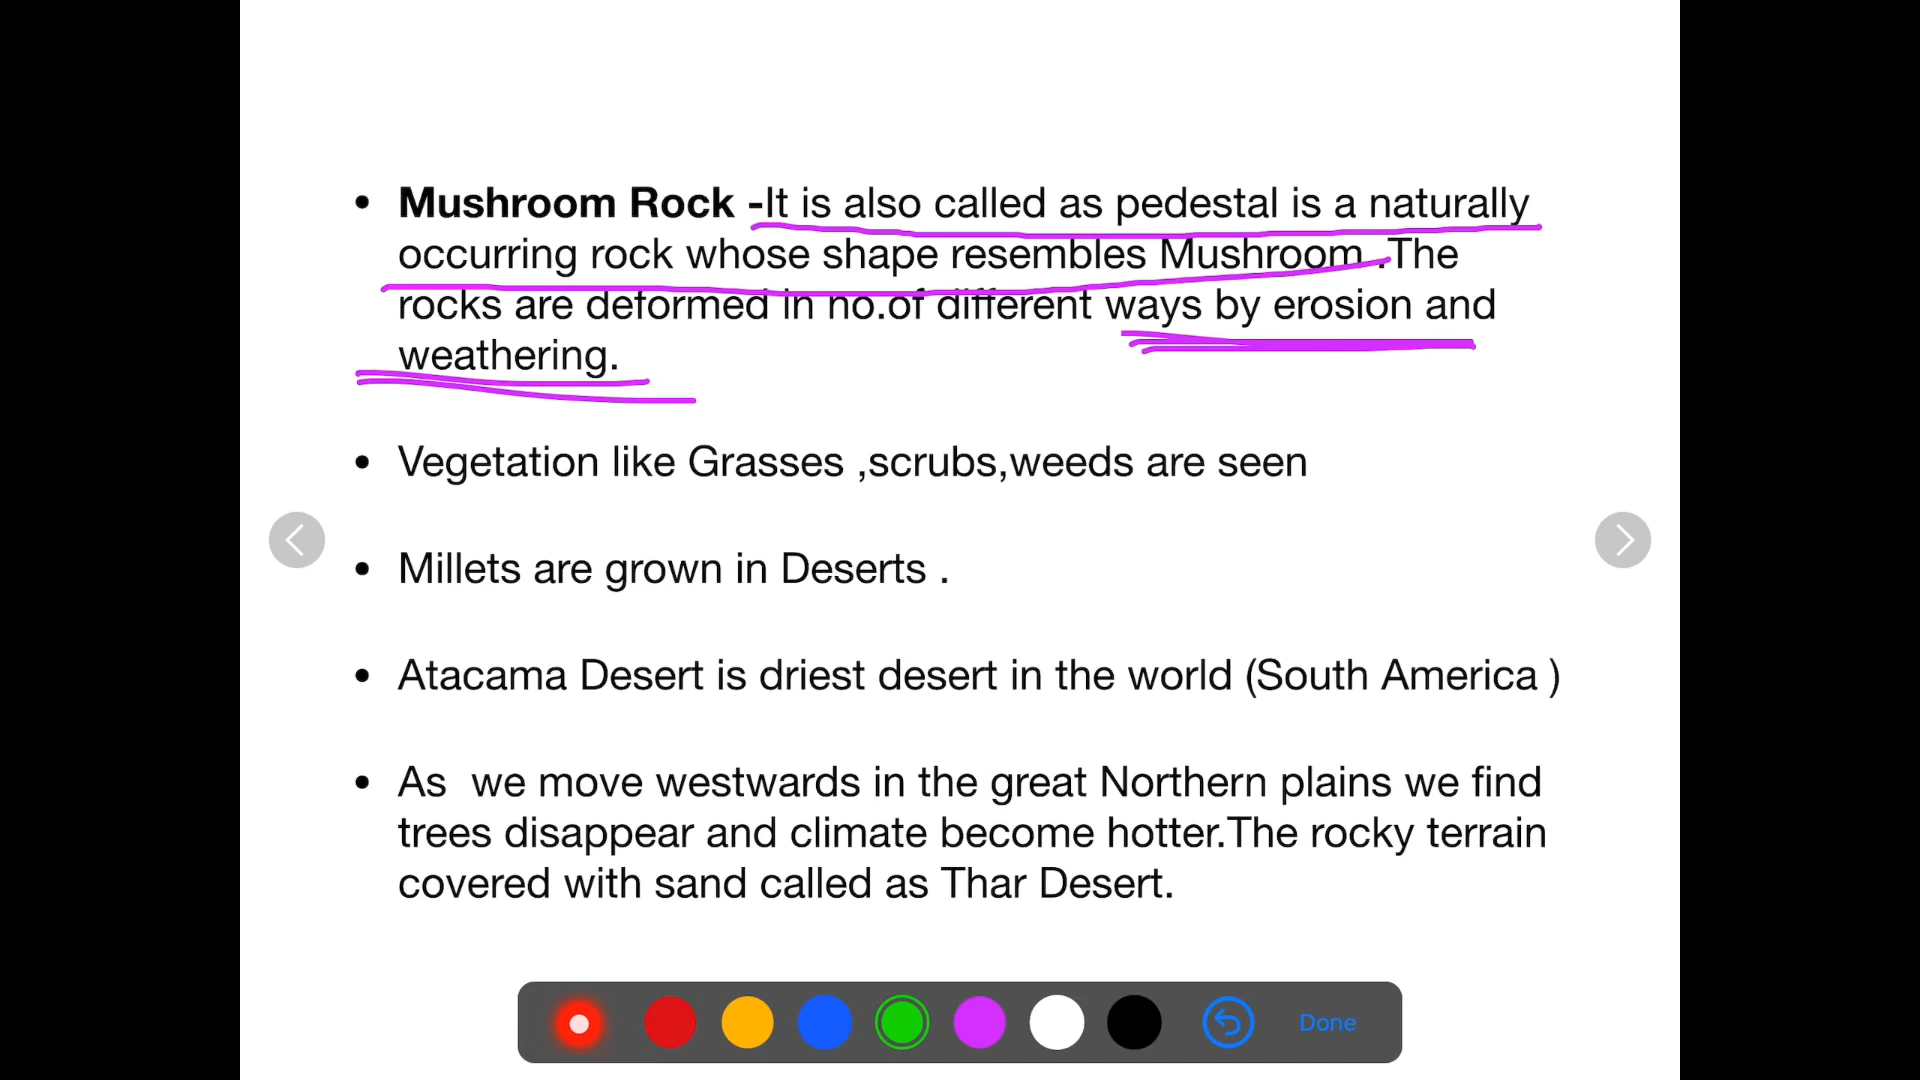 • Mushroom Rock -It is also called as pedestal is a naturally
occurring rock whose shape resembles Mushroom .The
rocks are deformed in no.of different ways by erosion and
weathering.
• Vegetation like Grasses ,scrubs,weeds are seen
• Millets are grown in Deserts .
• Atacama Desert is driest desert in the world (South America )
• As  we move westwards in the great Northern plains we find
trees disappear and climate become hotter.The rocky terrain
covered with sand called as Thar Desert.
Done